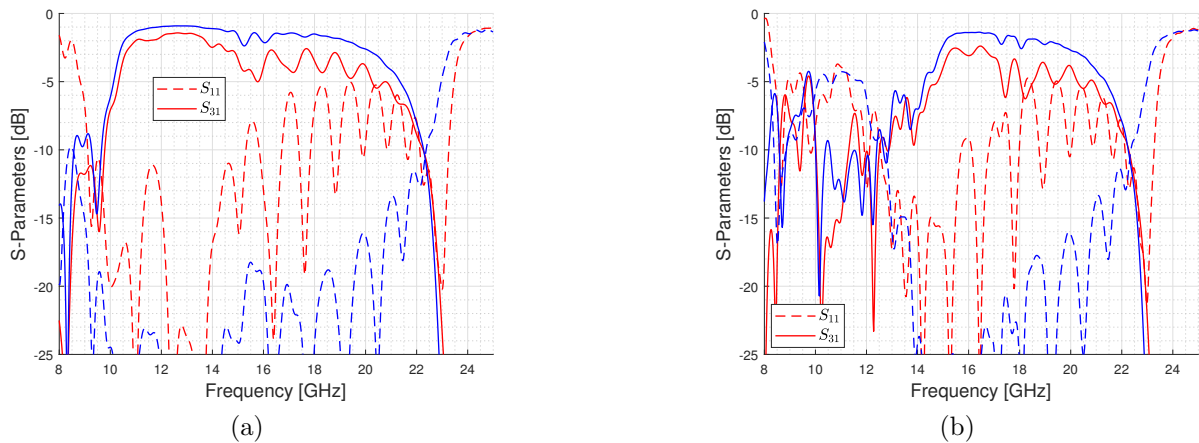 0
-5
-10
-15
-20
-25
S-Parameters [dB]
S₁₁
S₃₁
8 10 12 14 16 18 20 22 24
Frequency [GHz]
(a)
0
-5
-10
-15
-20
-25
S-Parameters [dB]
S₁₁
S₃₁
8 10 12 14 16 18 20 22 24
Frequency [GHz]
(b)